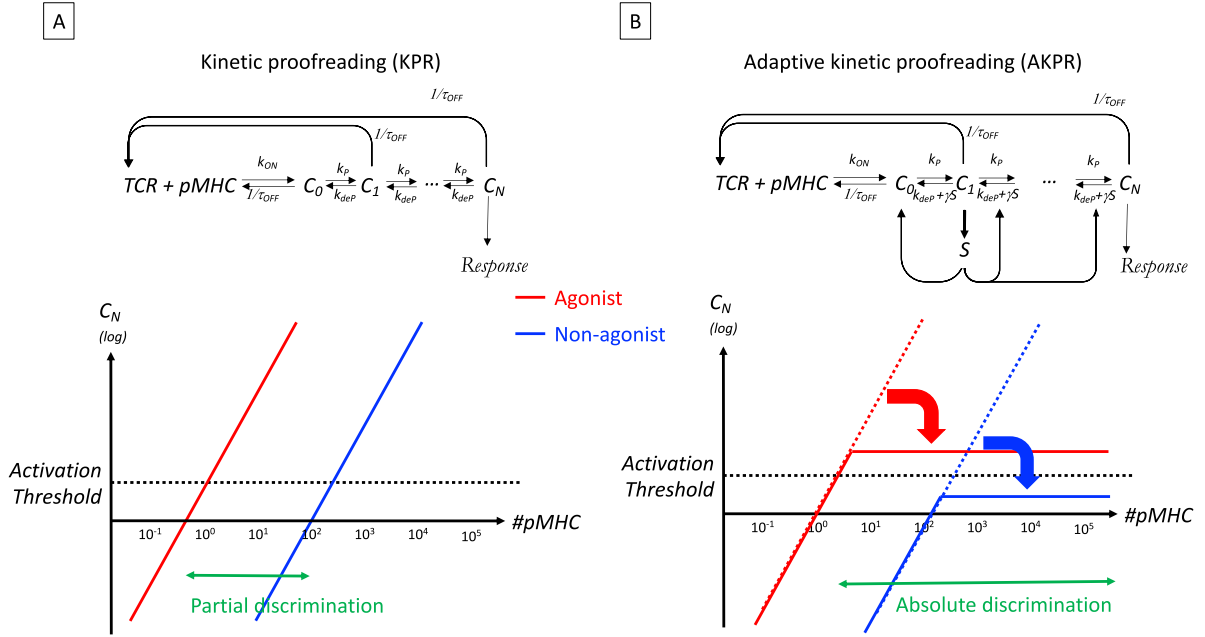 A
Kinetic proofreading (KPR)
1/τOFF
1/τOFF
kON kP kP kP
TCR + pMHC C0 C1 ... CN
1/τOFF kdeP kdeP kdeP
Response
CN
(log)
Activation
Threshold
10⁻¹ 10⁰ 10¹ 10² 10³ 10⁴ 10⁵
#pMHC
Partial discrimination
Agonist
Non-agonist
B
Adaptive kinetic proofreading (AKPR)
1/τOFF
1/τOFF
kON kP kP kP
TCR + pMHC C0 C1 ... CN
1/τOFF kdeP+γS kdeP+γS kdeP+γS
S
Response
CN
(log)
Activation
Threshold
10⁻¹ 10⁰ 10¹ 10² 10³ 10⁴ 10⁵
#pMHC
Absolute discrimination